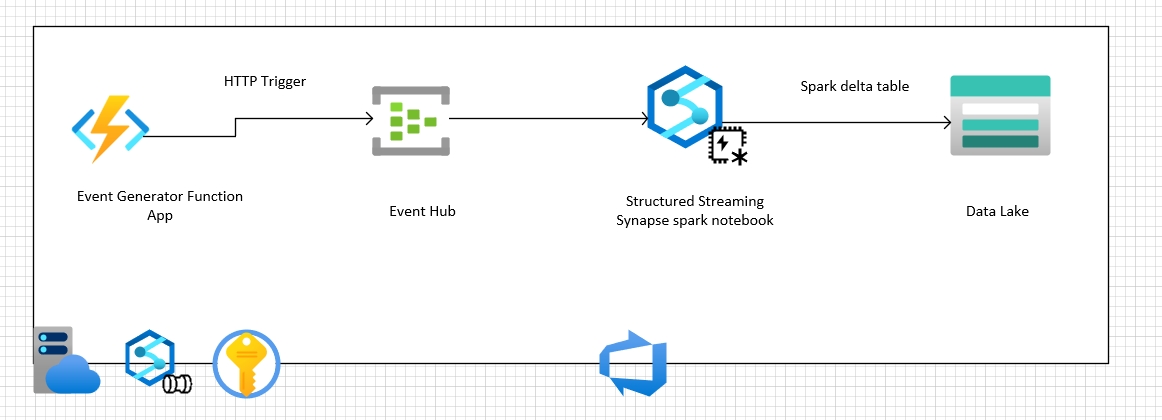 HTTP Trigger
Spark delta table
Event Generator Function
App
Event Hub
Structured Streaming
Synapse spark notebook
Data Lake